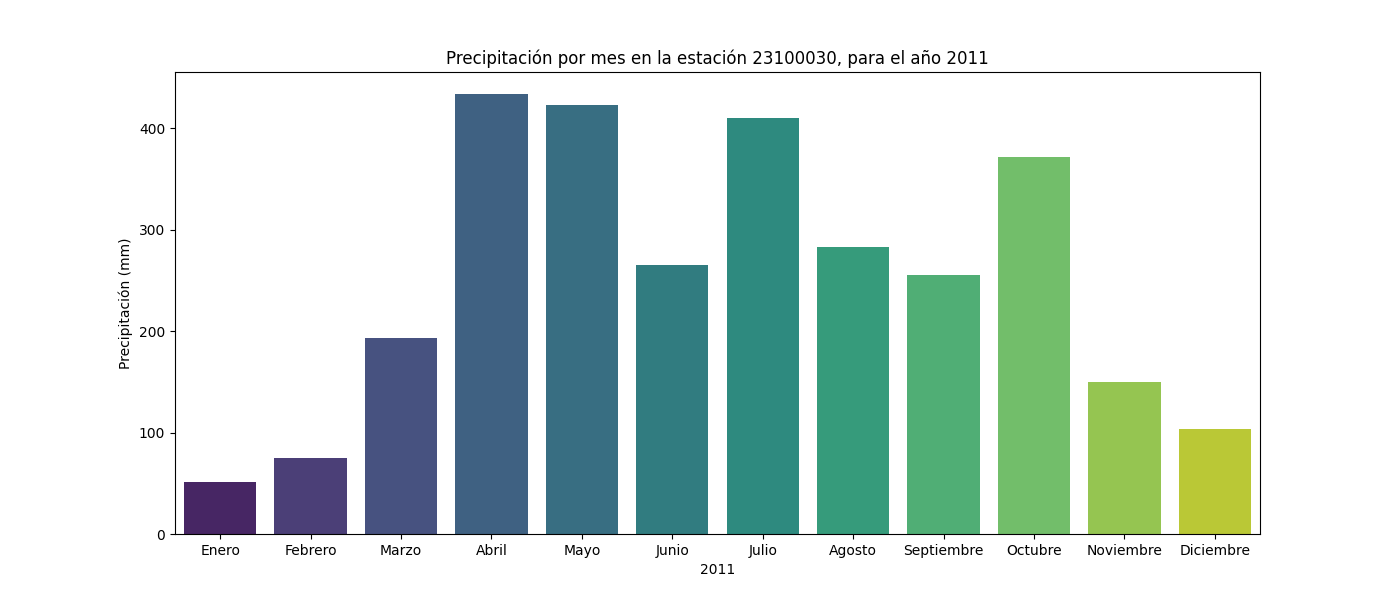 Precipitación por mes en la estación 23100030, para el año 2011
Precipitación (mm)
400
300
200
100
0
Enero Febrero Marzo Abril Mayo Junio Julio Agosto Septiembre Octubre Noviembre Diciembre
2011